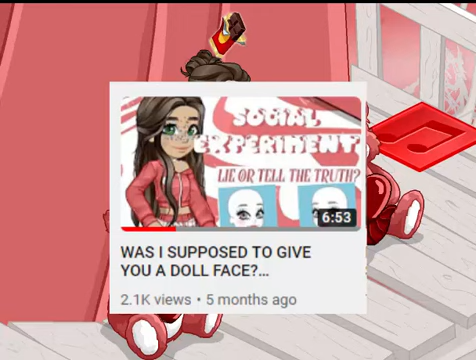 SOCIAL
EXPERIMENT
LIE OR TELL THE TRUTH?
6:53
WAS I SUPPOSED TO GIVE
YOU A DOLL FACE?...
2.1K views • 5 months ago